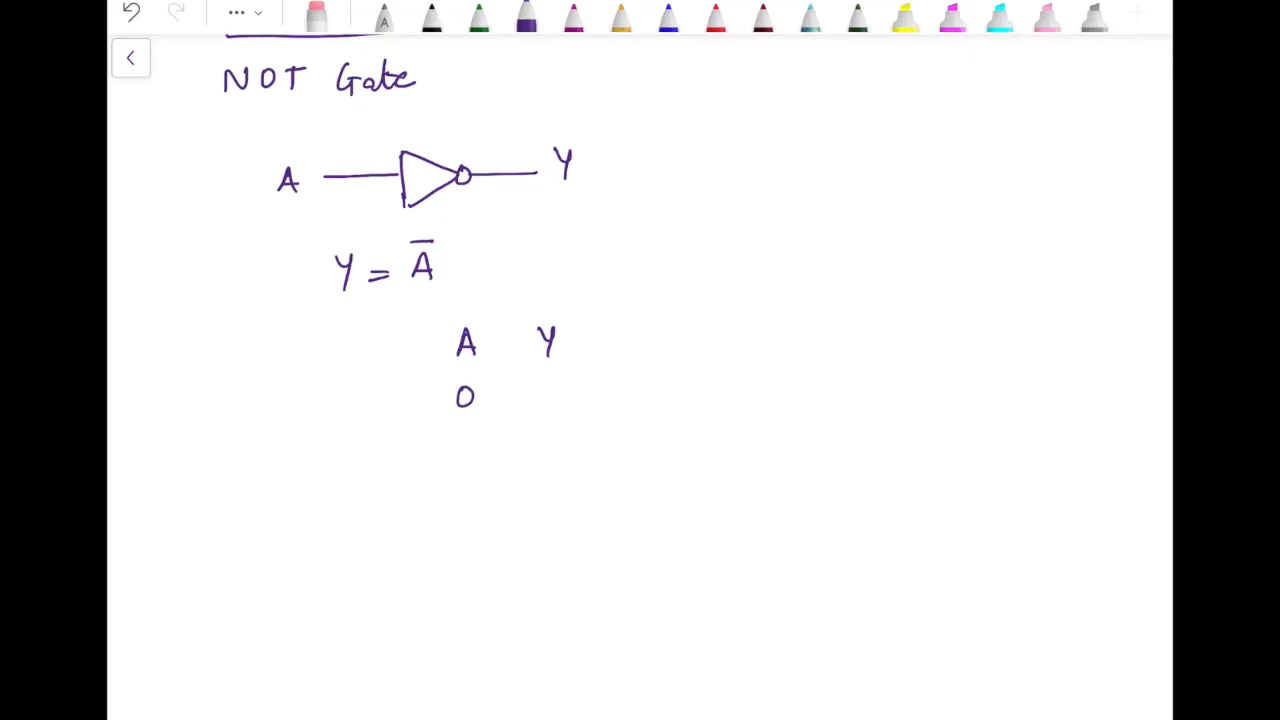 NOT Gate
A Y
Y = A̅
A Y
0